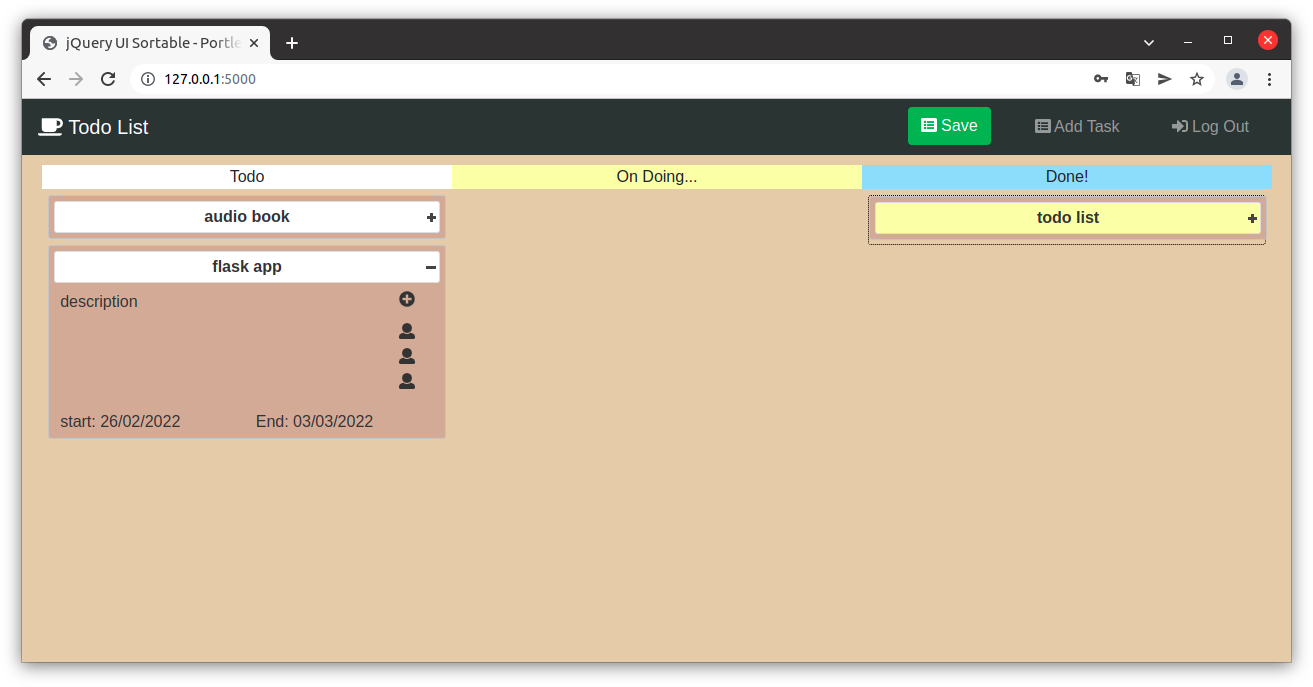 jQuery UI Sortable - Portle
127.0.0.1:5000
Todo List
Save
Add Task
Log Out
Todo
On Doing...
Done!
audio book
todo list
flask app
description
start: 26/02/2022
End: 03/03/2022